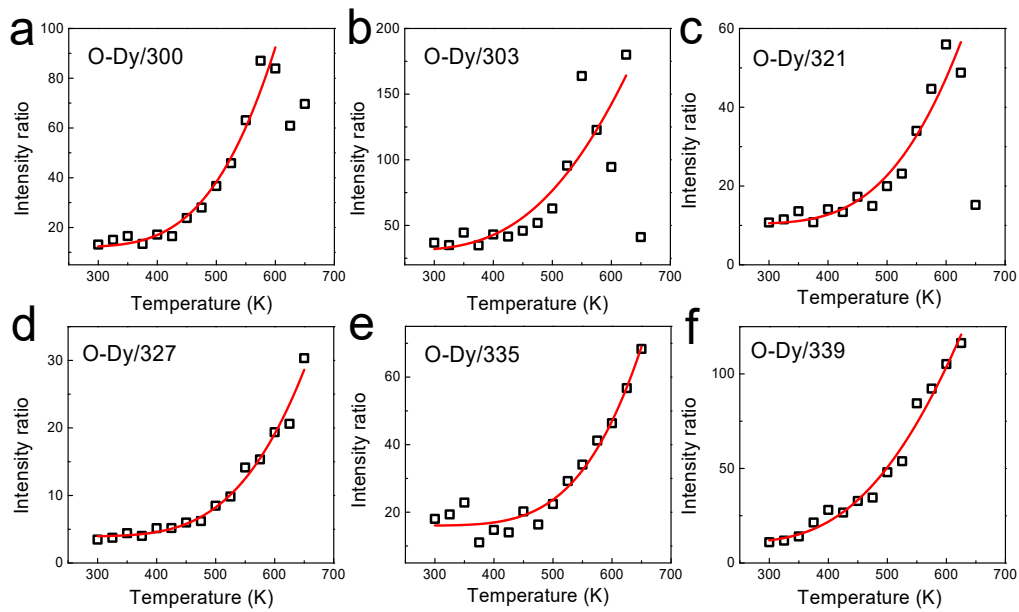 a
O-Dy/300
Intensity ratio
100
80
60
40
20
300
400
500
600
700
Temperature (K)
b
O-Dy/303
Intensity ratio
200
150
100
50
300
400
500
600
700
Temperature (K)
c
O-Dy/321
Intensity ratio
60
40
20
0
300
400
500
600
700
Temperature (K)
d
O-Dy/327
Intensity ratio
30
20
10
0
300
400
500
600
700
Temperature (K)
e
O-Dy/335
Intensity ratio
60
40
20
300
400
500
600
700
Temperature (K)
f
O-Dy/339
Intensity ratio
100
50
0
300
400
500
600
700
Temperature (K)